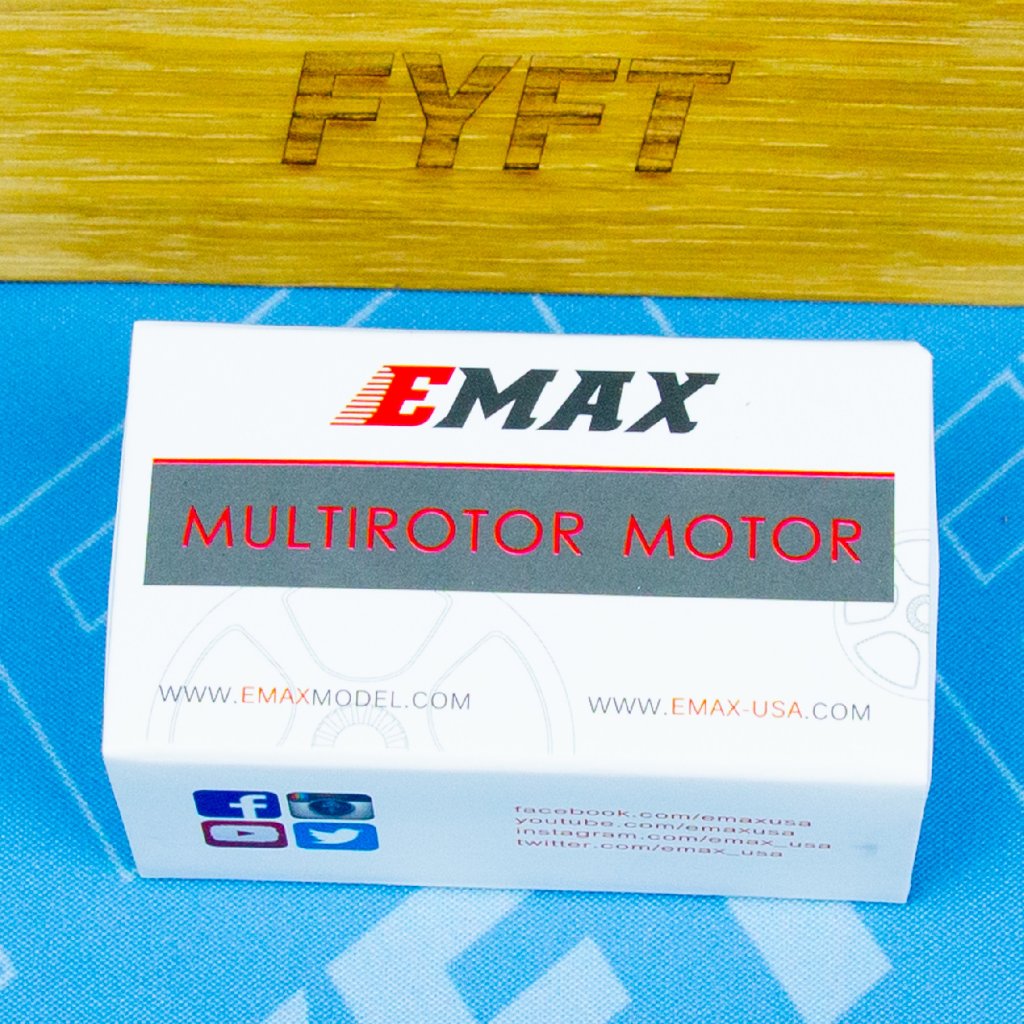 FYFT
EMAX
MULTIROTOR MOTOR
WWW.EMAXMODEL.COM
WWW.EMAX-USA.COM
facebook.com/emaxusa
youtube.com/emaxusa
instagram.com/emax_usa
twitter.com/emax_usa